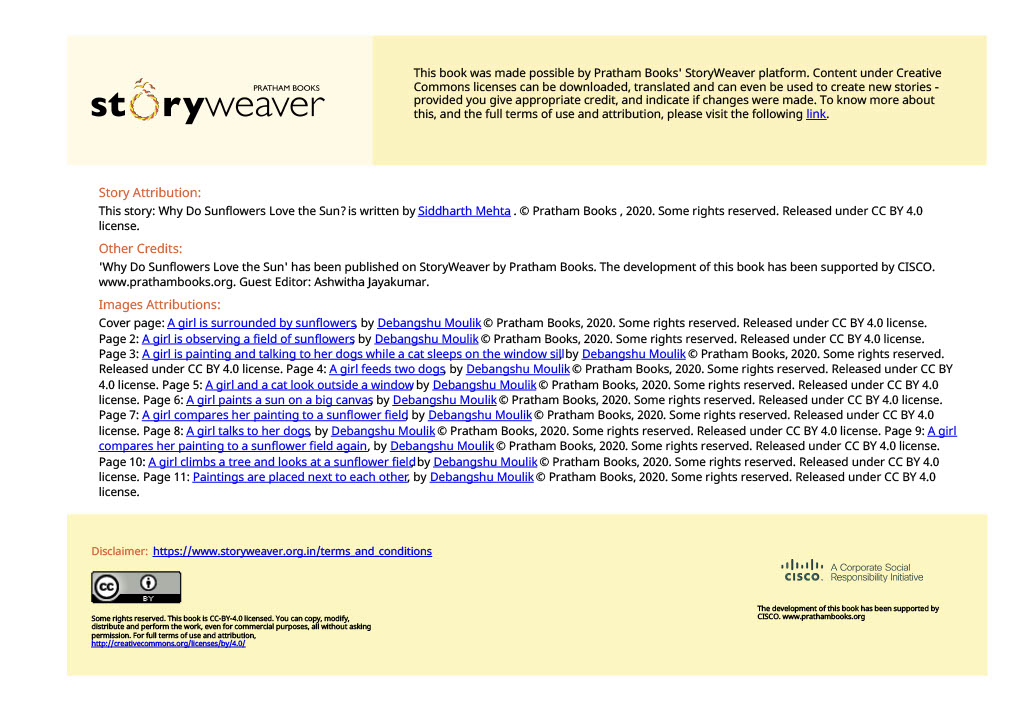 PRATHAM BOOKS
storyweaver
This book was made possible by Pratham Books' StoryWeaver platform. Content under Creative
Commons licenses can be downloaded, translated and can even be used to create new stories -
provided you give appropriate credit, and indicate if changes were made. To know more about
this, and the full terms of use and attribution, please visit the following link.
Story Attribution:
This story: Why Do Sunflowers Love the Sun? is written by Siddharth Mehta . © Pratham Books , 2020. Some rights reserved. Released under CC BY 4.0
license.
Other Credits:
'Why Do Sunflowers Love the Sun' has been published on StoryWeaver by Pratham Books. The development of this book has been supported by CISCO.
www.prathambooks.org. Guest Editor: Ashwitha Jayakumar.
Images Attributions:
Cover page: A girl is surrounded by sunflowers, by Debangshu Moulik © Pratham Books, 2020. Some rights reserved. Released under CC BY 4.0 license.
Page 2: A girl is observing a field of sunflowers, by Debangshu Moulik © Pratham Books, 2020. Some rights reserved. Released under CC BY 4.0 license.
Page 3: A girl is painting and talking to her dogs while a cat sleeps on the window sill, by Debangshu Moulik © Pratham Books, 2020. Some rights reserved.
Released under CC BY 4.0 license. Page 4: A girl feeds two dogs, by Debangshu Moulik © Pratham Books, 2020. Some rights reserved. Released under CC BY
4.0 license. Page 5: A girl and a cat look outside a window, by Debangshu Moulik © Pratham Books, 2020. Some rights reserved. Released under CC BY 4.0
license. Page 6: A girl paints a sun on a big canvas, by Debangshu Moulik © Pratham Books, 2020. Some rights reserved. Released under CC BY 4.0 license.
Page 7: A girl compares her painting to a sunflower field, by Debangshu Moulik © Pratham Books, 2020. Some rights reserved. Released under CC BY 4.0
license. Page 8: A girl talks to her dogs, by Debangshu Moulik © Pratham Books, 2020. Some rights reserved. Released under CC BY 4.0 license. Page 9: A girl
compares her painting to a sunflower field again, by Debangshu Moulik © Pratham Books, 2020. Some rights reserved. Released under CC BY 4.0 license.
Page 10: A girl climbs a tree and looks at a sunflower field, by Debangshu Moulik © Pratham Books, 2020. Some rights reserved. Released under CC BY 4.0
license. Page 11: Paintings are placed next to each other, by Debangshu Moulik © Pratham Books, 2020. Some rights reserved. Released under CC BY 4.0
license.
Disclaimer: https://www.storyweaver.org.in/terms_and_conditions
cc BY
Some rights reserved. This book is CC-BY-4.0 licensed. You can copy, modify,
distribute and perform the work, even for commercial purposes, all without asking
permission. For full terms of use and attribution,
http://creativecommons.org/licenses/by/4.0/
CISCO. A Corporate Social
Responsibility Initiative
The development of this book has been supported by
CISCO. www.prathambooks.org